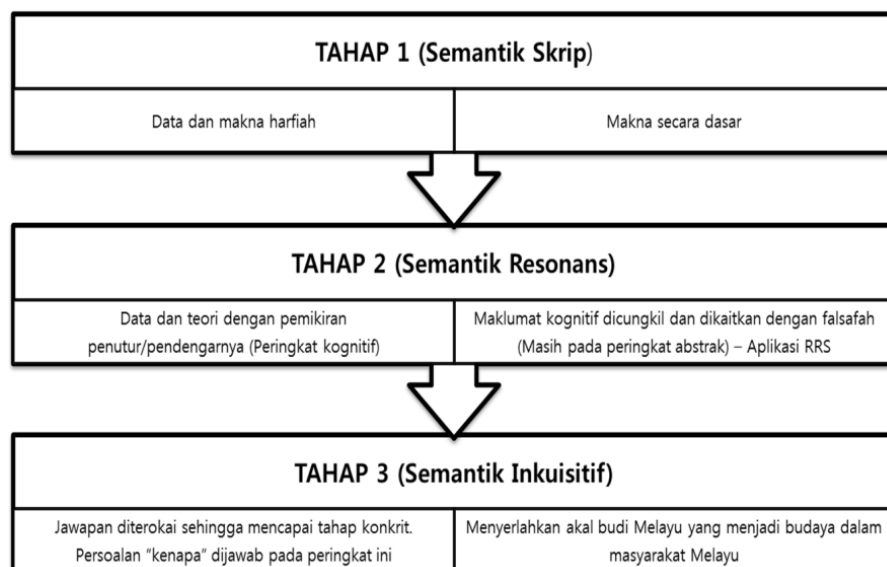 TAHAP 1 (Semantik Skrip)
Data dan makna harfiah
Makna secara dasar
TAHAP 2 (Semantik Resonans)
Data dan teori dengan pemikiran
penutur/pendengarnya (Peringkat kognitif)
Maklumat kognitif dicungkil dan dikaitkan dengan falsafah
(Masih pada peringkat abstrak) – Aplikasi RRS
TAHAP 3 (Semantik Inkuisitif)
Jawapan diterokai sehingga mencapai tahap konkrit.
Persoalan “kenapa” dijawab pada peringkat ini
Menyerlahkan akal budi Melayu yang menjadi budaya dalam
masyarakat Melayu